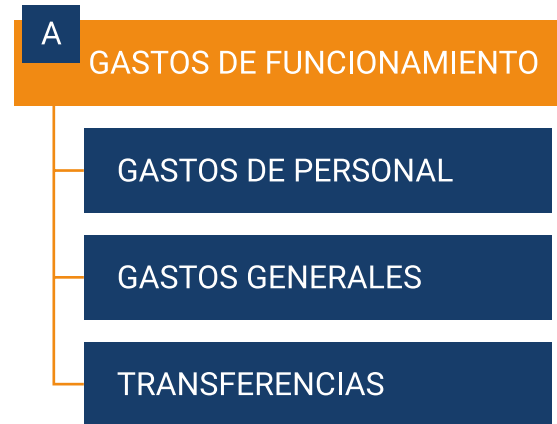 A
GASTOS DE FUNCIONAMIENTO
GASTOS DE PERSONAL
GASTOS GENERALES
TRANSFERENCIAS